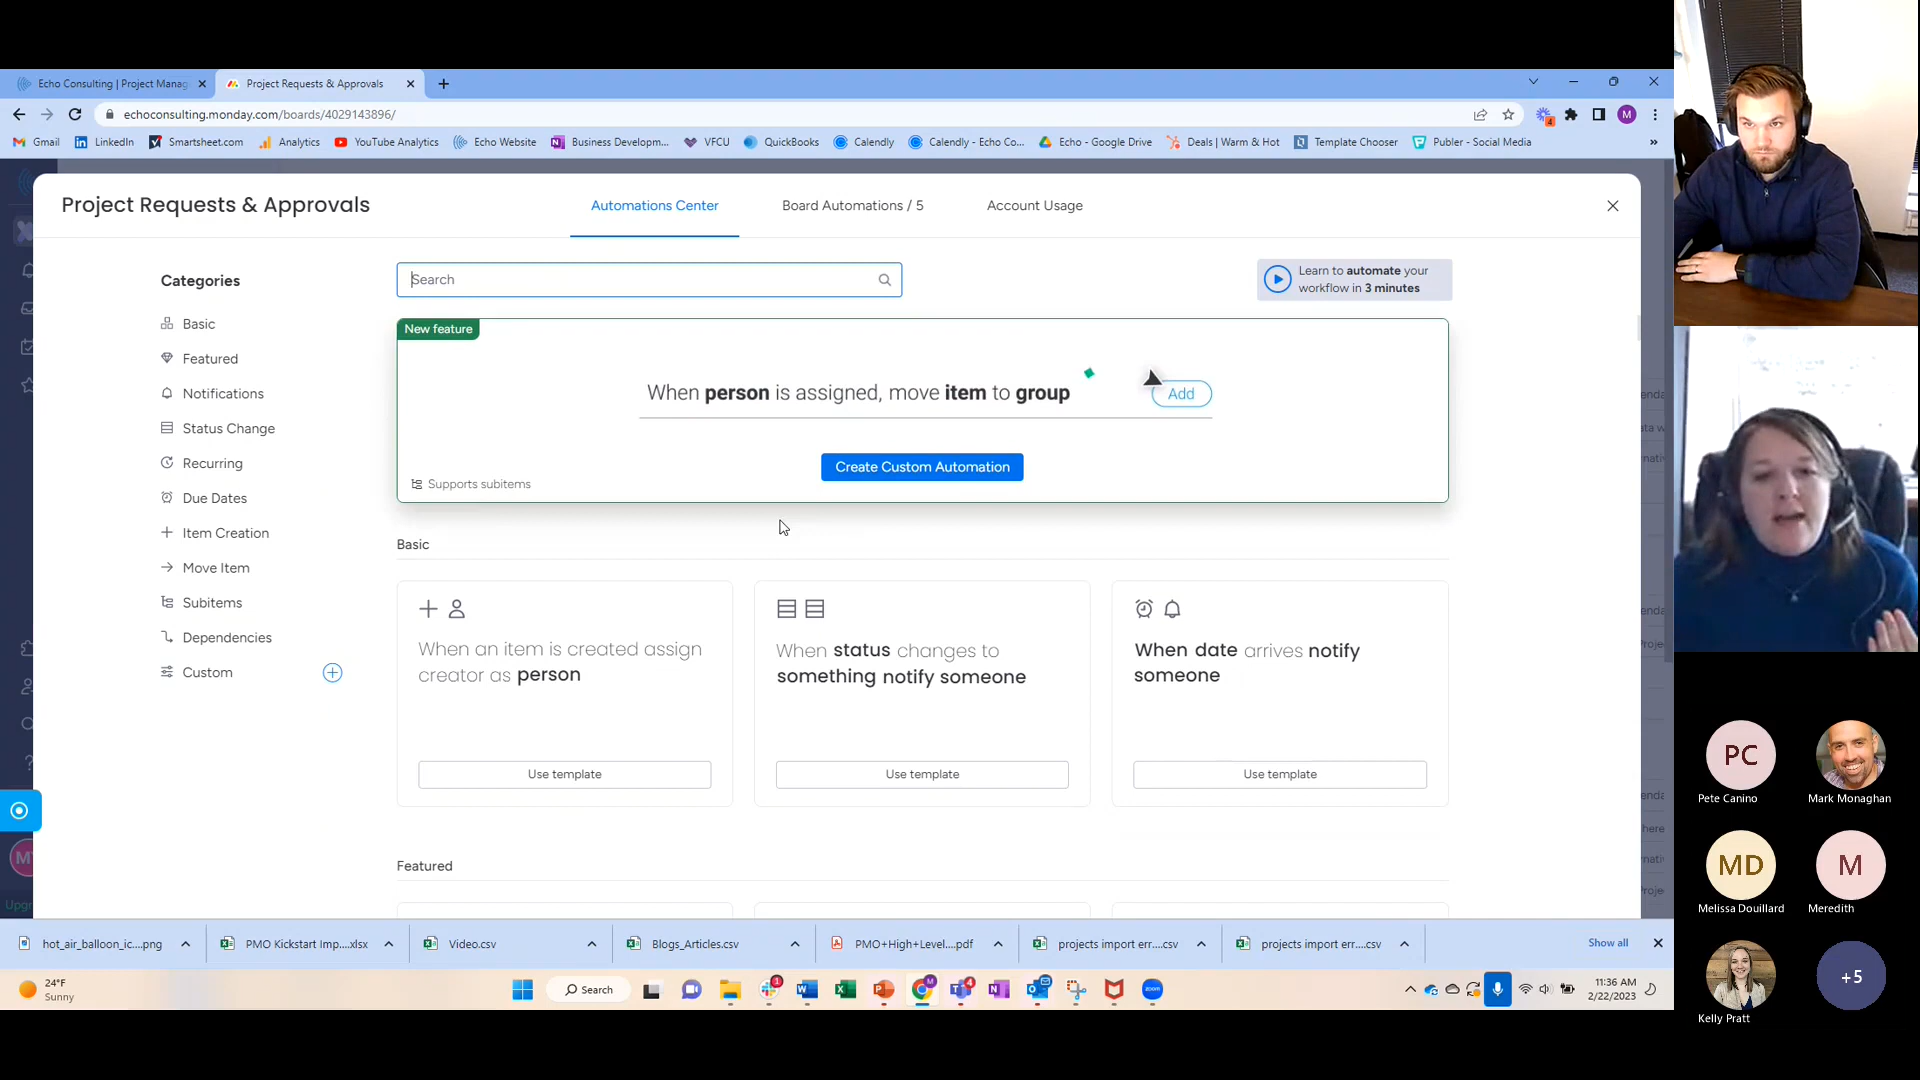 Echo Consulting | Project Manag
Project Requests & Approvals
echoconsulting.monday.com/boards/4029143896/
Gmail
LinkedIn
Smartsheet.com
Analytics
YouTube Analytics
Echo Website
Business Developm...
VFCU
QuickBooks
Calendly
Calendly - Echo Co...
Echo - Google Drive
Deals | Warm & Hot
Template Chooser
Publer - Social Media
»
Project Requests & Approvals
Automations Center
Board Automations / 5
Account Usage
Categories
Basic
Featured
Notifications
Status Change
Recurring
Due Dates
Item Creation
Move Item
Subitems
Dependencies
Custom
Search
Learn to automate your
workflow in 3 minutes
New feature
When person is assigned, move item to group
Add
Create Custom Automation
Supports subitems
Basic
When an item is created assign
creator as person
Use template
When status changes to
something notify someone
Use template
When date arrives notify
someone
Use template
Featured
Upgr
hot_air_balloon_ic....png
PMO Kickstart Imp....xlsx
Video.csv
Blogs_Articles.csv
PMO+High+Level....pdf
projects import err....csv
projects import err....csv
Show all
24°F
Sunny
Search
11:36 AM
2/22/2023
PC
Pete Canino
Mark Monaghan
MD
Melissa Douillard
M
Meredith
Kelly Pratt
+5